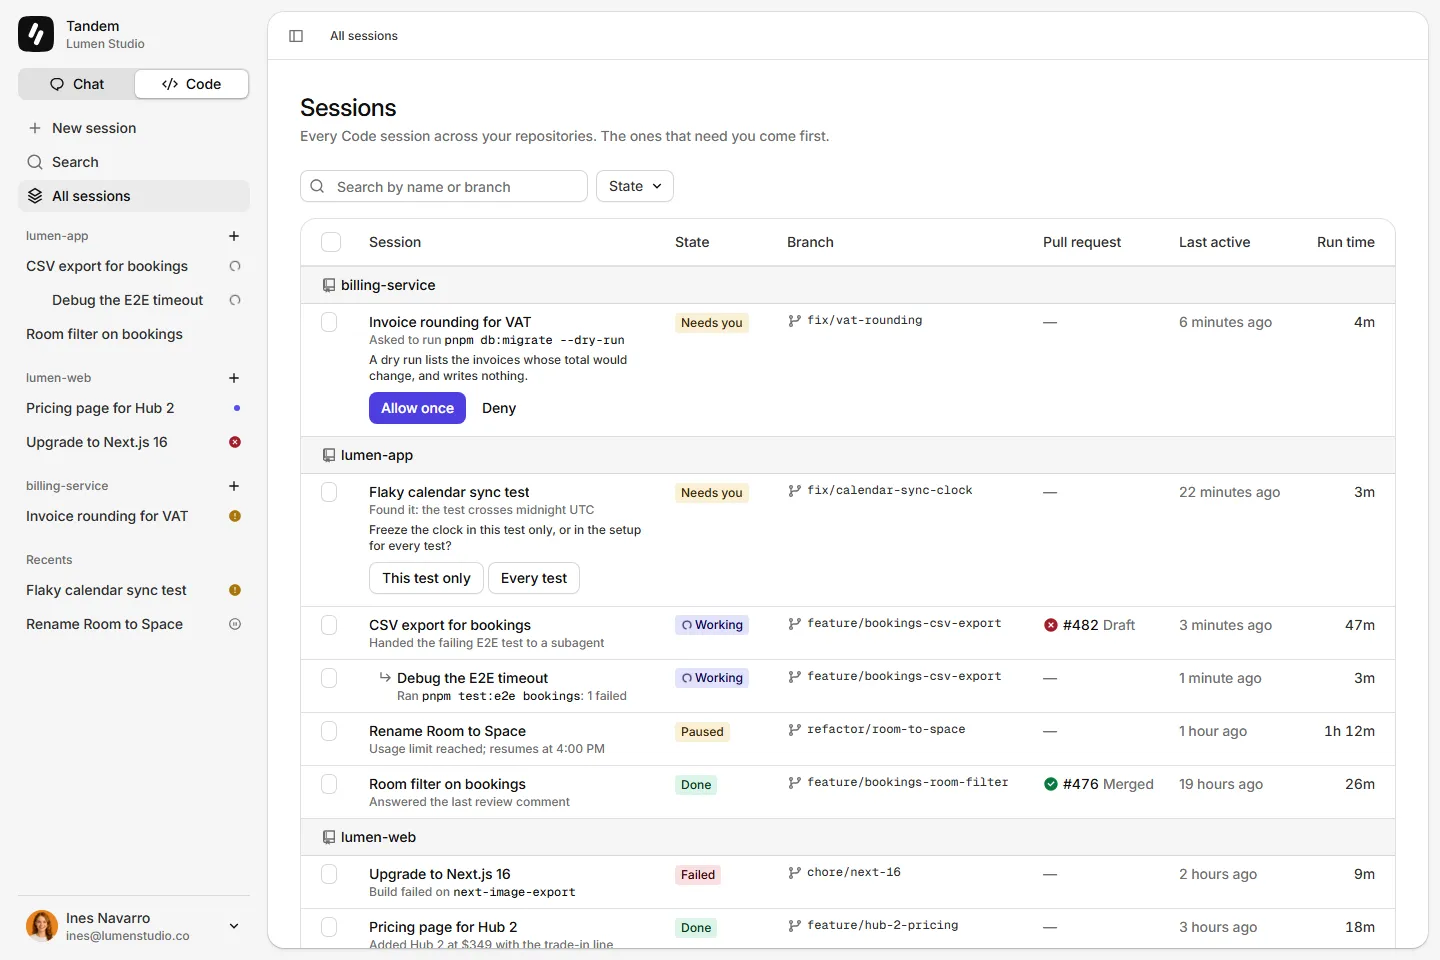 Tandem
Lumen Studio
Chat
Code
New session
Search
All sessions
lumen-app
CSV export for bookings
Debug the E2E timeout
Room filter on bookings
lumen-web
Pricing page for Hub 2
Upgrade to Next.js 16
billing-service
Invoice rounding for VAT
Recents
Flaky calendar sync test
Rename Room to Space
Ines Navarro
ines@lumenstudio.co
All sessions
Sessions
Every Code session across your repositories. The ones that need you come first.
Search by name or branch
State
Session State Branch Pull request Last active Run time
billing-service
Invoice rounding for VAT Needs you fix/vat-rounding — 6 minutes ago 4m
Asked to run pnpm db:migrate --dry-run
A dry run lists the invoices whose total would
change, and writes nothing.
Allow once Deny
lumen-app
Flaky calendar sync test Needs you fix/calendar-sync-clock — 22 minutes ago 3m
Found it: the test crosses midnight UTC
Freeze the clock in this test only, or in the setup
for every test?
This test only Every test
CSV export for bookings Working feature/bookings-csv-export #482 Draft 3 minutes ago 47m
Handed the failing E2E test to a subagent
Debug the E2E timeout Working feature/bookings-csv-export — 1 minute ago 3m
Ran pnpm test:e2e bookings: 1 failed
Rename Room to Space Paused refactor/room-to-space — 1 hour ago 1h 12m
Usage limit reached; resumes at 4:00 PM
Room filter on bookings Done feature/bookings-room-filter #476 Merged 19 hours ago 26m
Answered the last review comment
lumen-web
Upgrade to Next.js 16 Failed chore/next-16 — 2 hours ago 9m
Build failed on next-image-export
Pricing page for Hub 2 Done feature/hub-2-pricing — 3 hours ago 18m
Added Hub 2 at $349 with the trade-in line